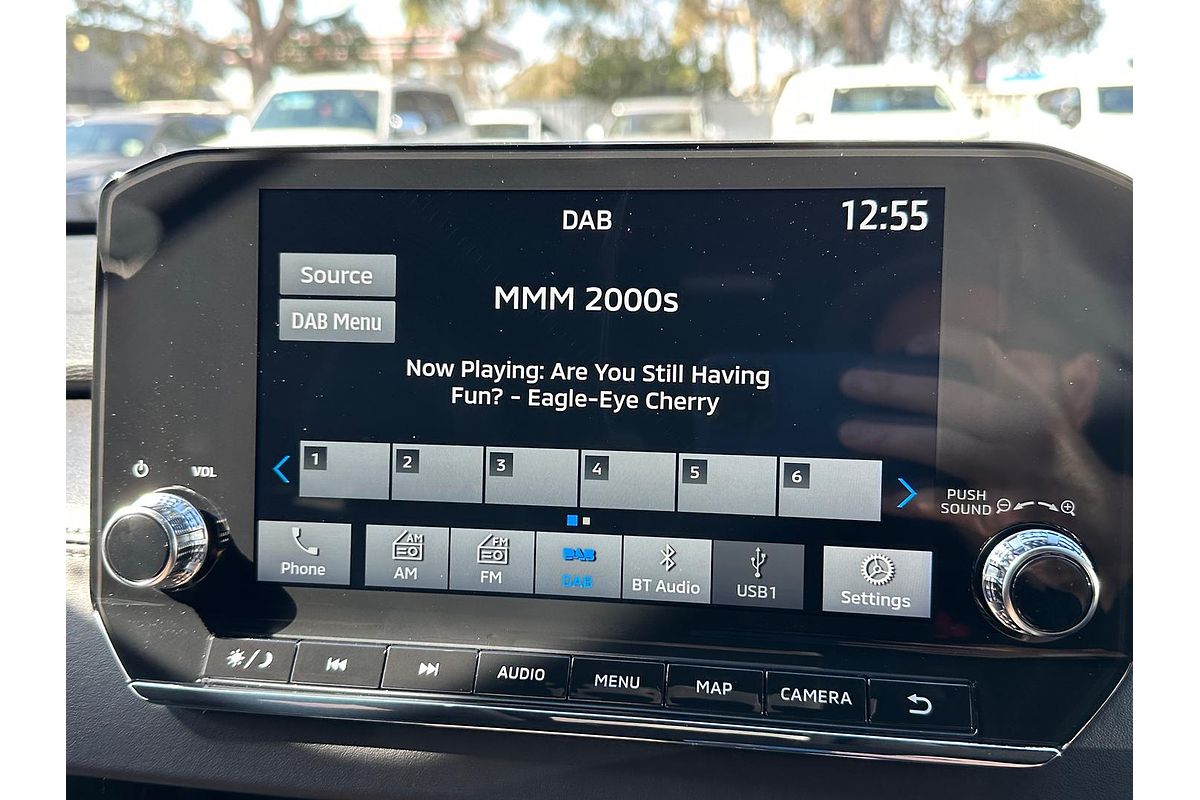 DAB
12:55
Source
DAB Menu
MMM 2000s
Now Playing: Are You Still Having
Fun? - Eagle-Eye Cherry
1 2 3 4 5 6
VOL
PUSH
SOUND
Phone
AM
AM
FM
FM
DAB
DAB
BT Audio
USB1
Settings
AUDIO
MENU
MAP
CAMERA